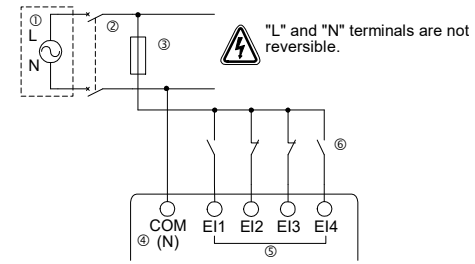 ①
②
L
N
③
"L" and "N" terminals are not
reversible.
⑥
④ COM
(N)
EI1 EI2 EI3 EI4
⑤